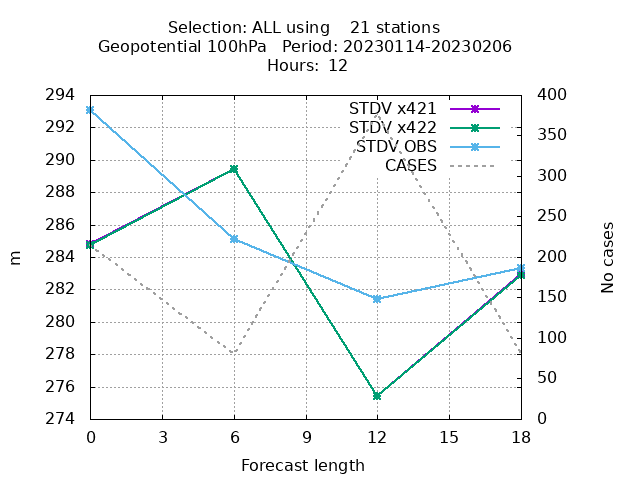 Selection: ALL using    21 stations
Geopotential 100hPa   Period: 20230114-20230206
Hours:  12
STDV x421
STDV x422
STDV OBS
CASES
294
292
290
288
286
284
282
280
278
276
274
400
350
300
250
200
150
100
50
0
m
No cases
0 3 6 9 12 15 18
Forecast length